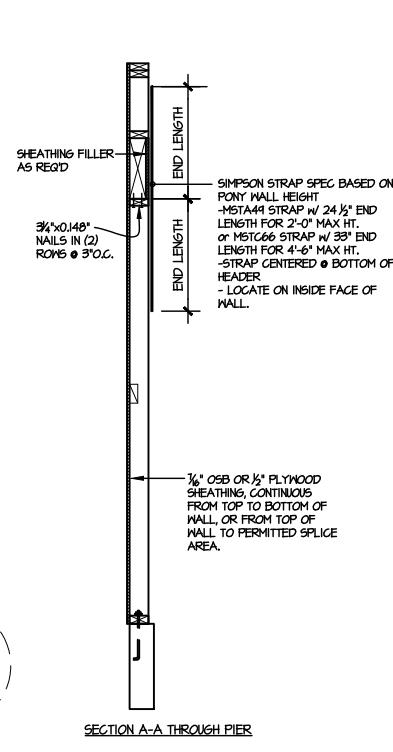 SHEATHING FILLER
AS REQ'D
END LENGTH
SIMPSON STRAP SPEC BASED ON
PONY WALL HEIGHT
-MSTA49 STRAP W/ 24 ½" END
LENGTH FOR 2'-0" MAX HT.
or MSTC66 STRAP W/ 33" END
LENGTH FOR 4'-6" MAX HT.
-STRAP CENTERED @ BOTTOM OF
HEADER
- LOCATE ON INSIDE FACE OF
WALL.
3¼"x0.148"
NAILS IN (2)
ROWS @ 3"O.C.
END LENGTH
7/16" OSB OR ½" PLYWOOD
SHEATHING, CONTINUOUS
FROM TOP TO BOTTOM OF
WALL, OR FROM TOP OF
WALL TO PERMITTED SPLICE
AREA.
SECTION A-A THROUGH PIER